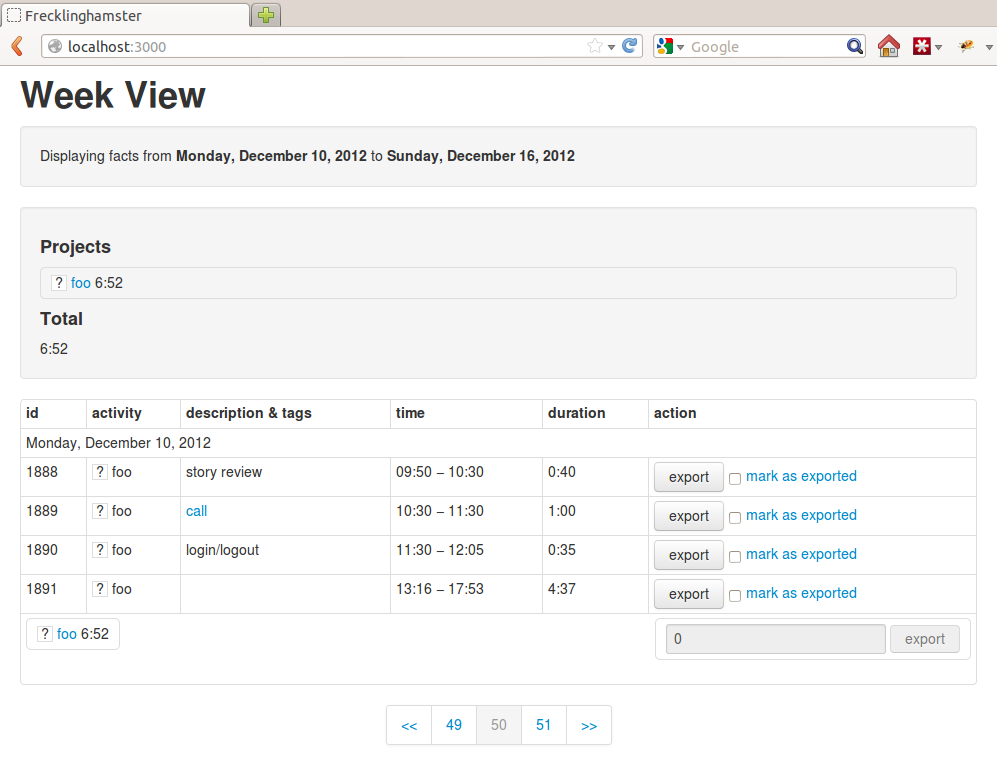 Frecklinghamster
localhost:3000 Google
Week View
Displaying facts from Monday, December 10, 2012 to Sunday, December 16, 2012
Projects
? foo 6:52
Total
6:52
id activity description & tags time duration action
Monday, December 10, 2012
1888 ? foo story review 09:50 – 10:30 0:40 export mark as exported
1889 ? foo call 10:30 – 11:30 1:00 export mark as exported
1890 ? foo login/logout 11:30 – 12:05 0:35 export mark as exported
1891 ? foo 13:16 – 17:53 4:37 export mark as exported
? foo 6:52 0 export
<< 49 50 51 >>